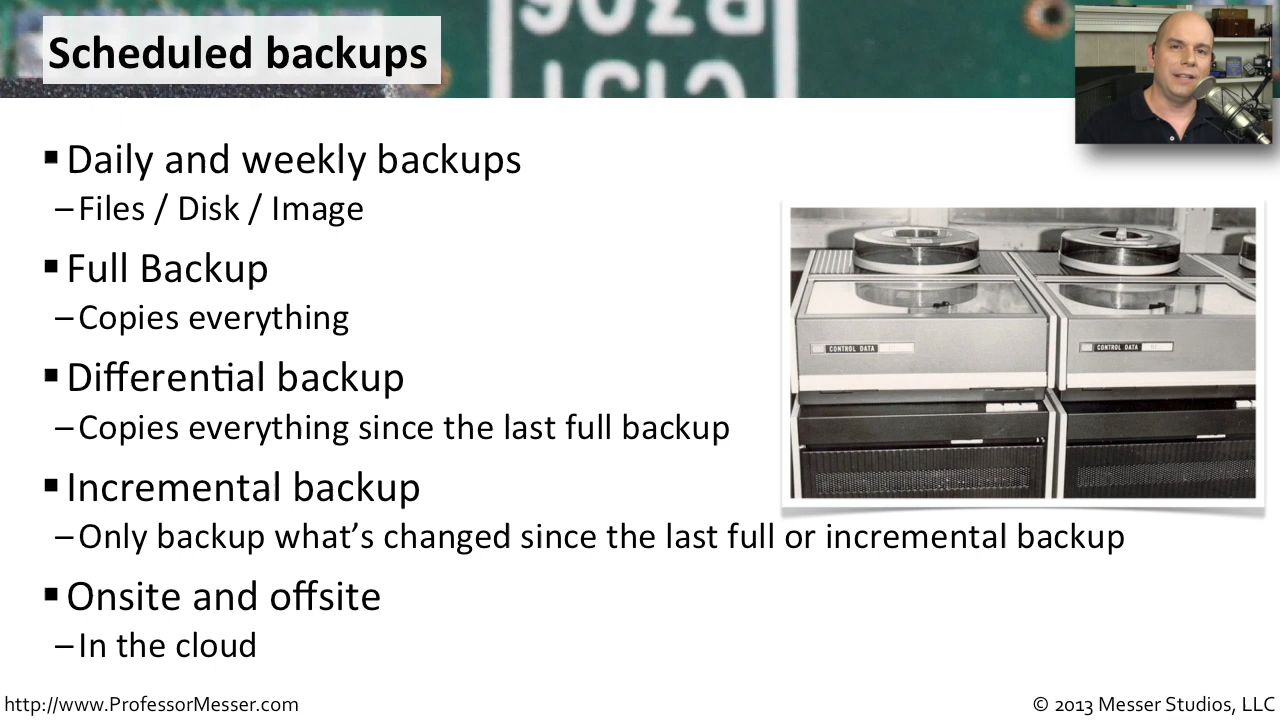 Scheduled backups
▪ Daily and weekly backups
– Files / Disk / Image
▪ Full Backup
– Copies everything
▪ Differential backup
– Copies everything since the last full backup
▪ Incremental backup
– Only backup what’s changed since the last full or incremental backup
▪ Onsite and offsite
– In the cloud
CONTROL DATA
CONTROL DATA
http://www.ProfessorMesser.com
© 2013 Messer Studios, LLC